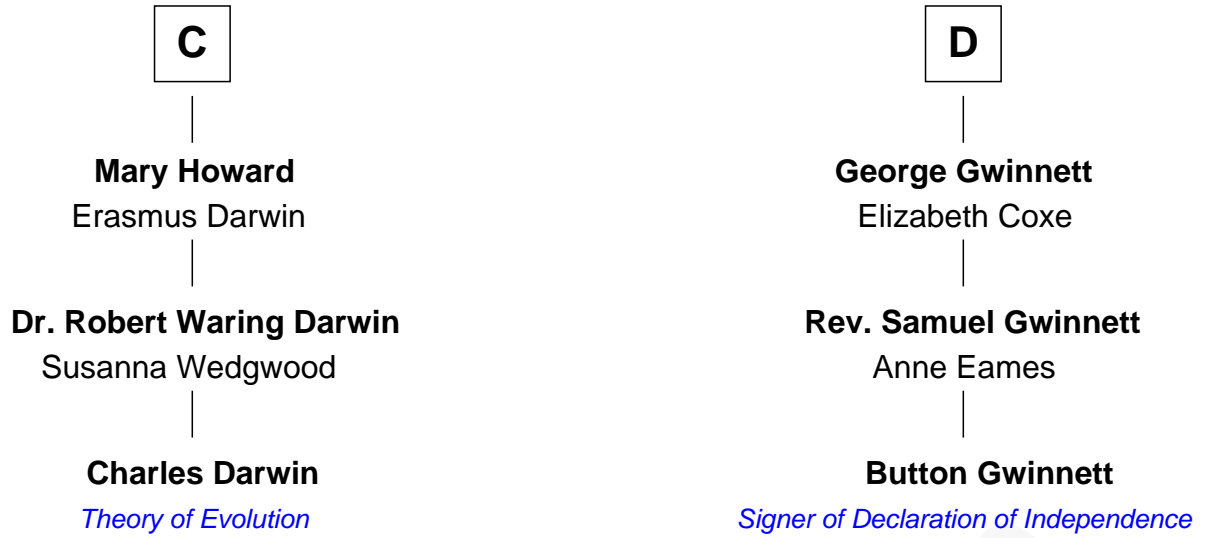 C
Mary Howard
Erasmus Darwin
Dr. Robert Waring Darwin
Susanna Wedgwood
Charles Darwin
Theory of Evolution
D
George Gwinnett
Elizabeth Coxe
Rev. Samuel Gwinnett
Anne Eames
Button Gwinnett
Signer of Declaration of Independence